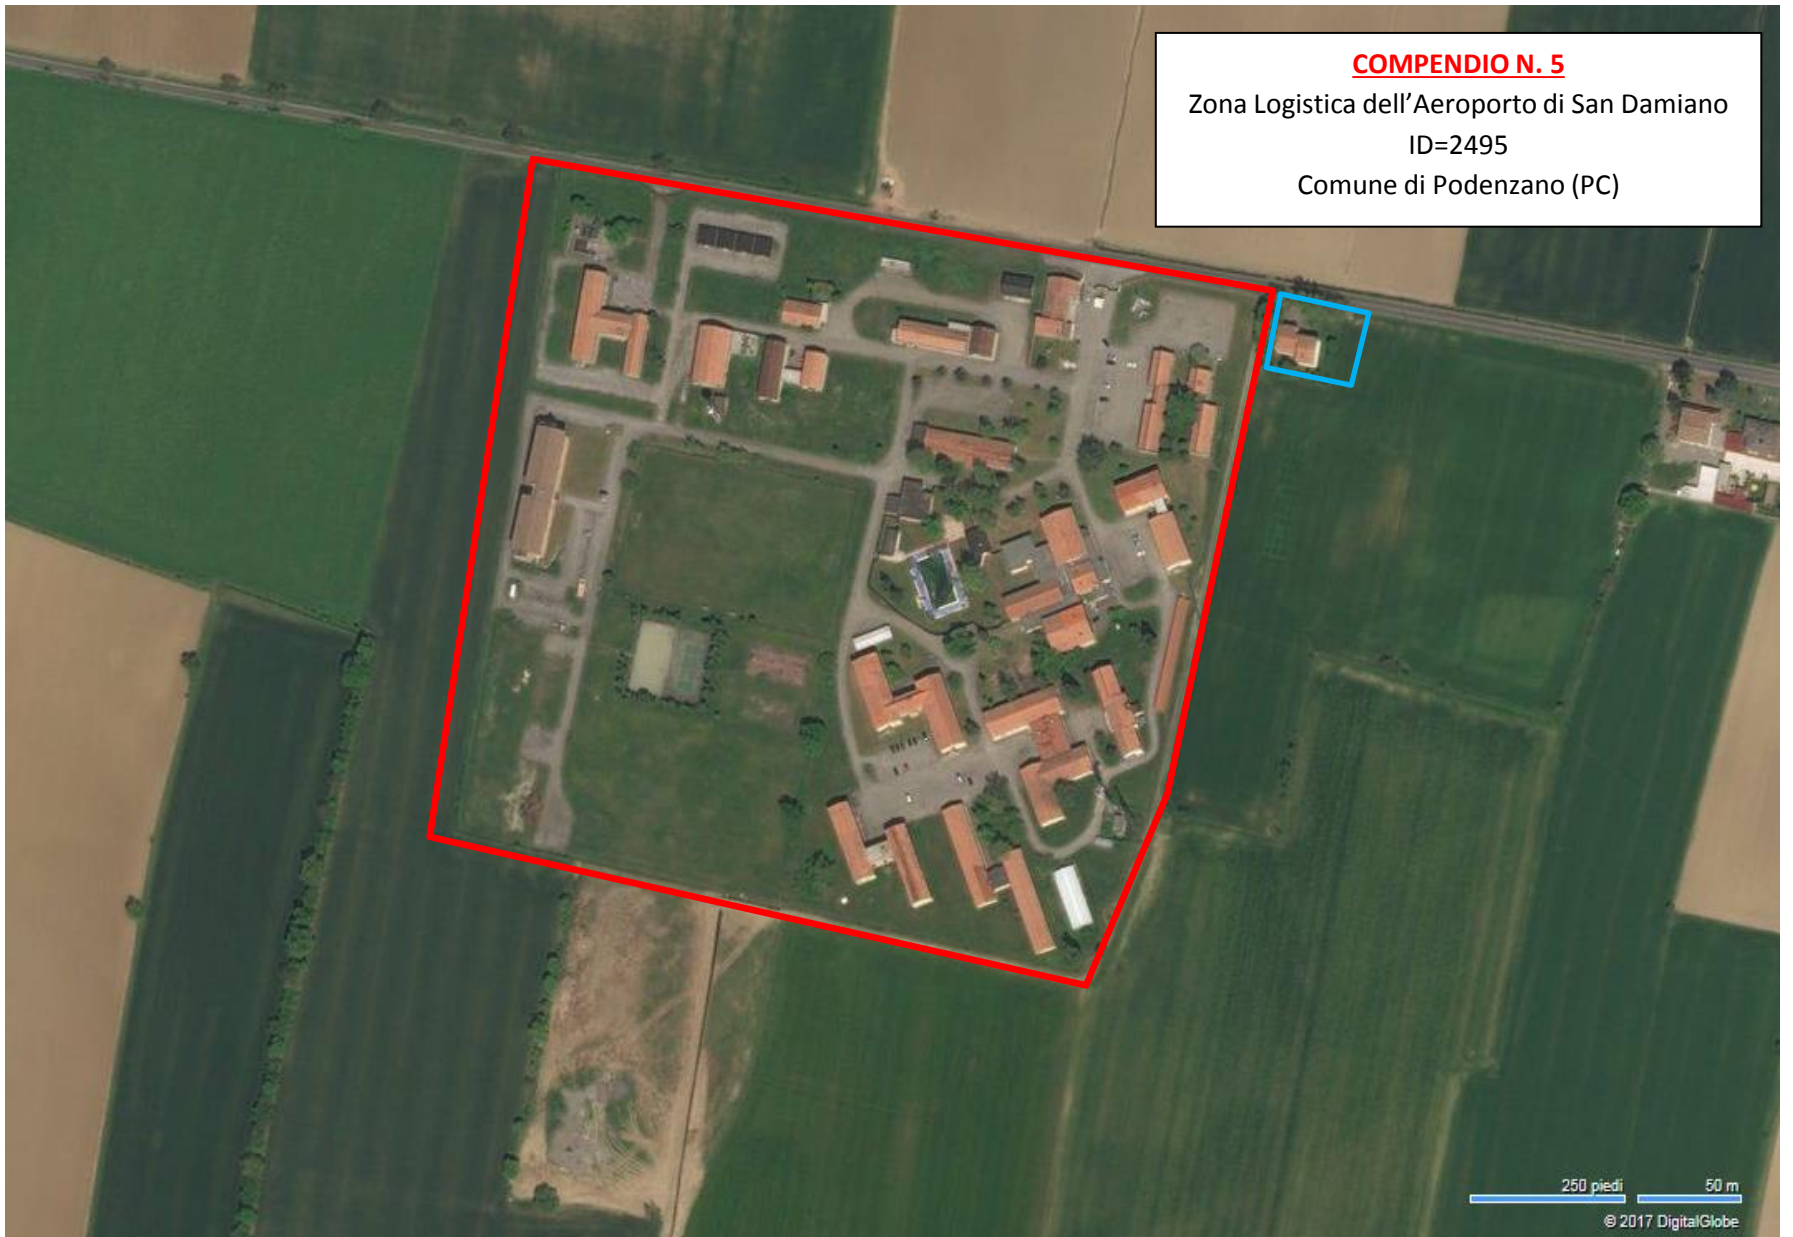 COMPENDIO N. 5
Zona Logistica dell’Aeroporto di San Damiano
ID=2495
Comune di Podenzano (PC)
250 piedi 50 m
© 2017 DigitalGlobe